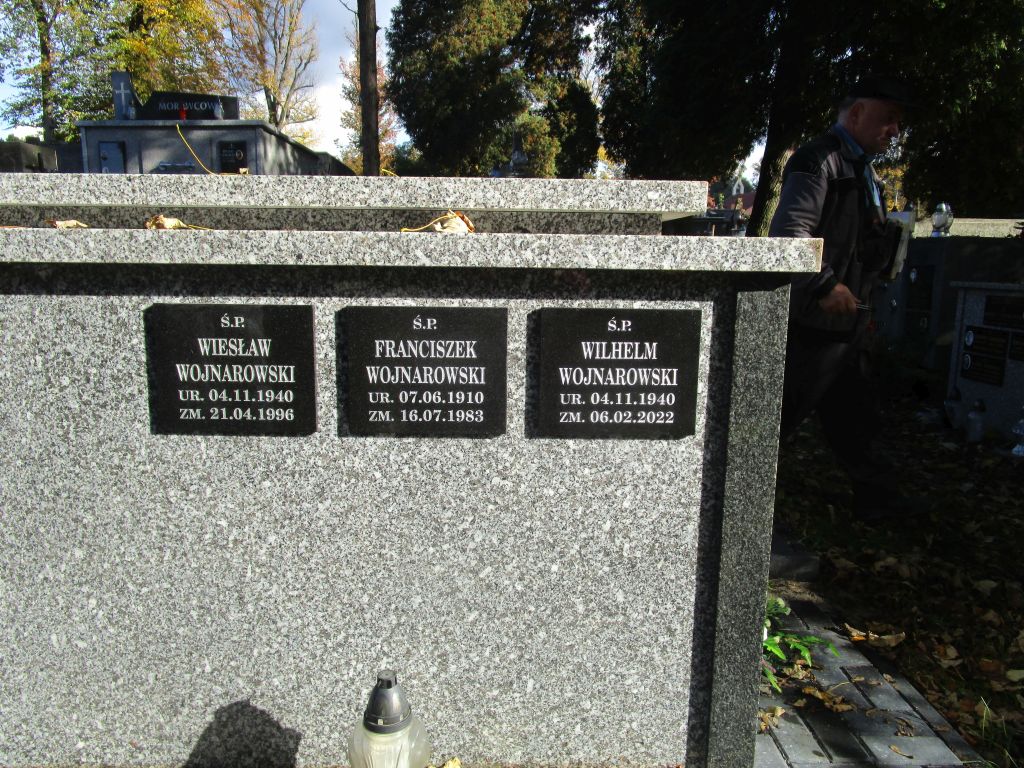 Ś.P.
WIESŁAW
WOJNAROWSKI
UR. 04.11.1940
ZM. 21.04.1996
Ś.P.
FRANCISZEK
WOJNAROWSKI
UR. 07.06.1910
ZM. 16.07.1983
Ś.P.
WILHELM
WOJNAROWSKI
UR. 04.11.1940
ZM. 06.02.2022